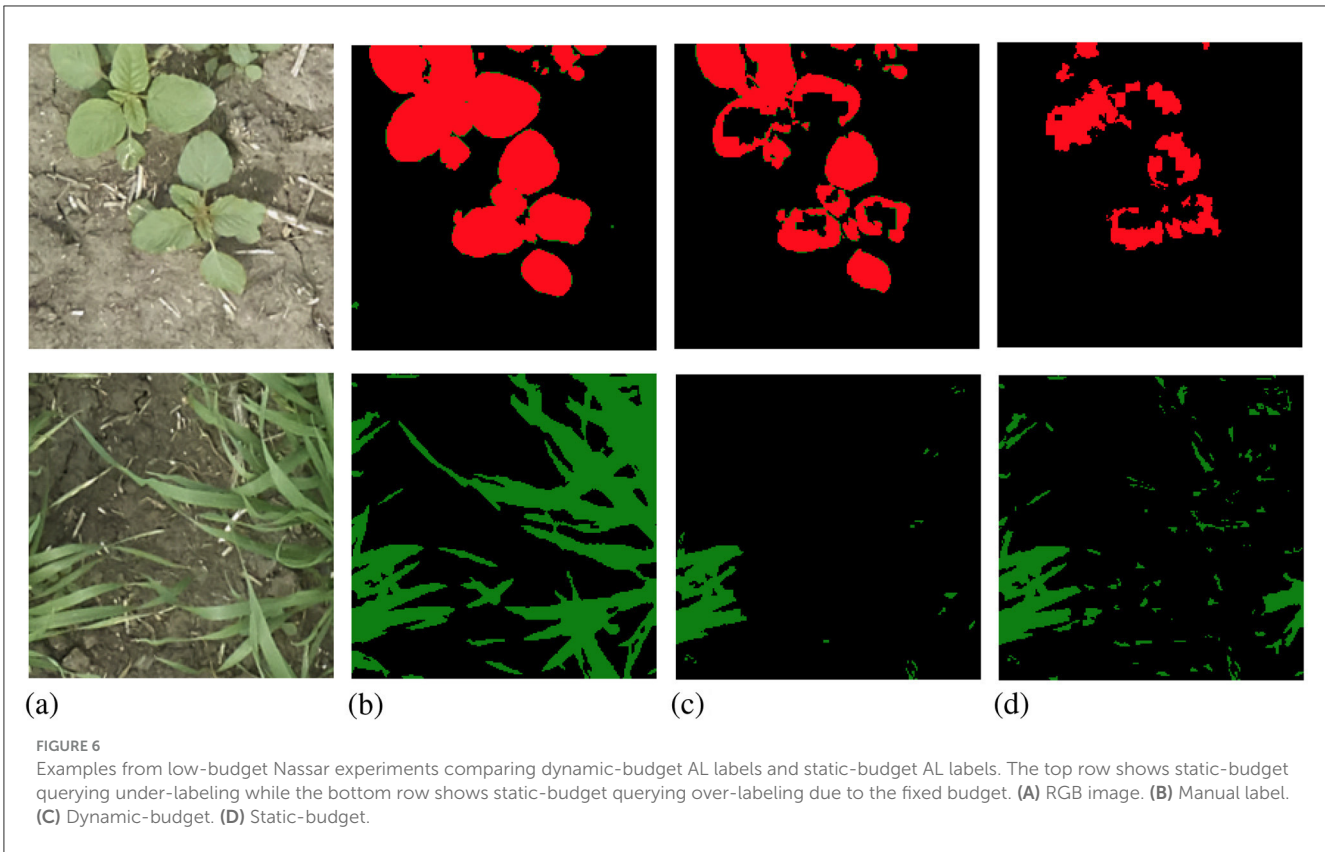 (a) (b) (c) (d)
FIGURE 6
Examples from low-budget Nassar experiments comparing dynamic-budget AL labels and static-budget AL labels. The top row shows static-budget
querying under-labeling while the bottom row shows static-budget querying over-labeling due to the fixed budget. (A) RGB image. (B) Manual label.
(C) Dynamic-budget. (D) Static-budget.